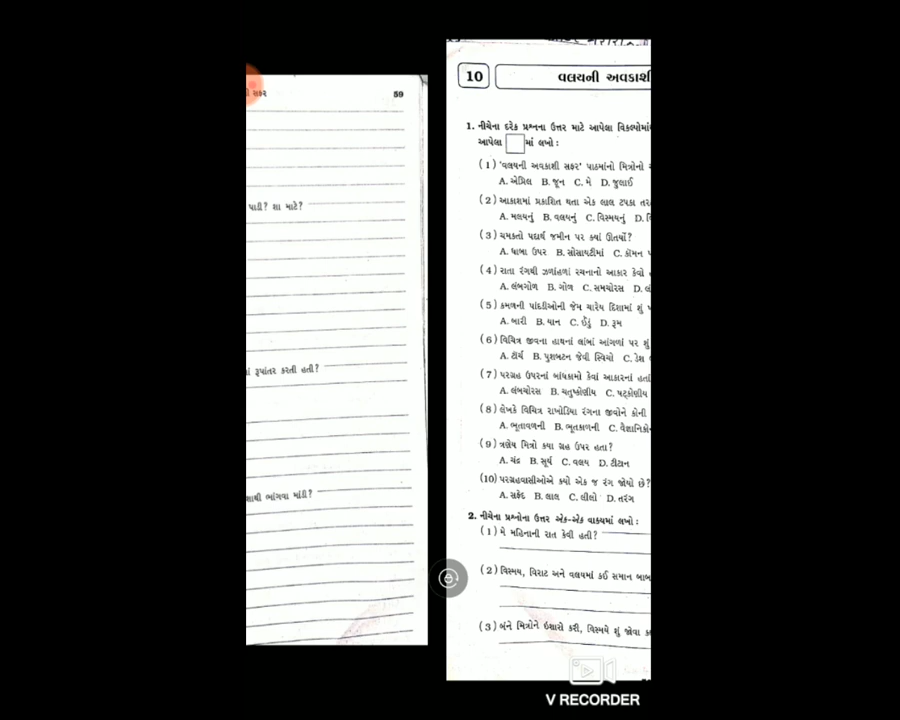 ી સફર
59
પાડી? શા માટે?
માં રૂપાંતર કરતી હતી?
શાથી ભાંગવા માંડી?
10
વલયની અવકાશી
1. નીચેના દરેક પ્રશ્નના ઉત્તર માટે આપેલા વિકલ્પોમાં
આપેલા માં લખો :
(1) 'વલયની અવકાશી સફર' પાઠમાંનો મિત્રોનો
A. એપ્રિલ B. જૂન C. મે D. જુલાઈ
(2) આકાશમાં પ્રકાશિત થતા એક લાલ ટપકા તર
A. મલયનું B. વલયનું C. વિસ્મયનું D.
(3) ચમકતો પદાર્થ જમીન પર ક્યાં ઊતર્યો?
A. ધાબા ઉપર B. સોસાયટીમાં C. કૉમન
(4) રાતા રંગથી ઝળાંહળાં રચનાનો આકાર કેવો
A. લંબગોળ B. ગોળ C. સમચોરસ D.
(5) કમળની પાંદડીઓની જેમ ચારેય દિશામાં શું
A. બારી B. યાન C. ઈંડું D. રૂમ
(6) વિચિત્ર જીવના હાથનાં લાંબાં આંગળાં પર શું
A. ટૉર્ચ B. પુશબટન જેવી સ્વિચો C. ડેશ
(7) પરગ્રહ ઉપરનાં બાંધકામો કેવાં આકારનાં હતાં
A. લંબચોરસ B. ચતુષ્કોણીય C. ષટ્કોણીય
(8) લેખકે વિચિત્ર રાખોડિયા રંગના જીવોને કોની
A. ભૂતાવળની B. ભૂતકાળની C. વૈજ્ઞાનિકો
(9) ત્રણેય મિત્રો કયા ગ્રહ ઉપર હતા?
A. ચંદ્ર B. સૂર્ય C. વલય D. ટીટાન
(10) પરગ્રહવાસીઓએ ક્યો એક જ રંગ જોયો છે?
A. સફેદ B. લાલ C. લીલો D. તરંગ
2. નીચેના પ્રશ્નોના ઉત્તર એક-એક વાક્યમાં લખો :
(1) મે મહિનાની રાત કેવી હતી?
(2) વિસ્મય, વિરાટ અને વલયમાં કઈ સમાન બાબ
(3) બંને મિત્રોને ઇશારો કરી, વિસ્મયે શું જોવા
V RECORDER